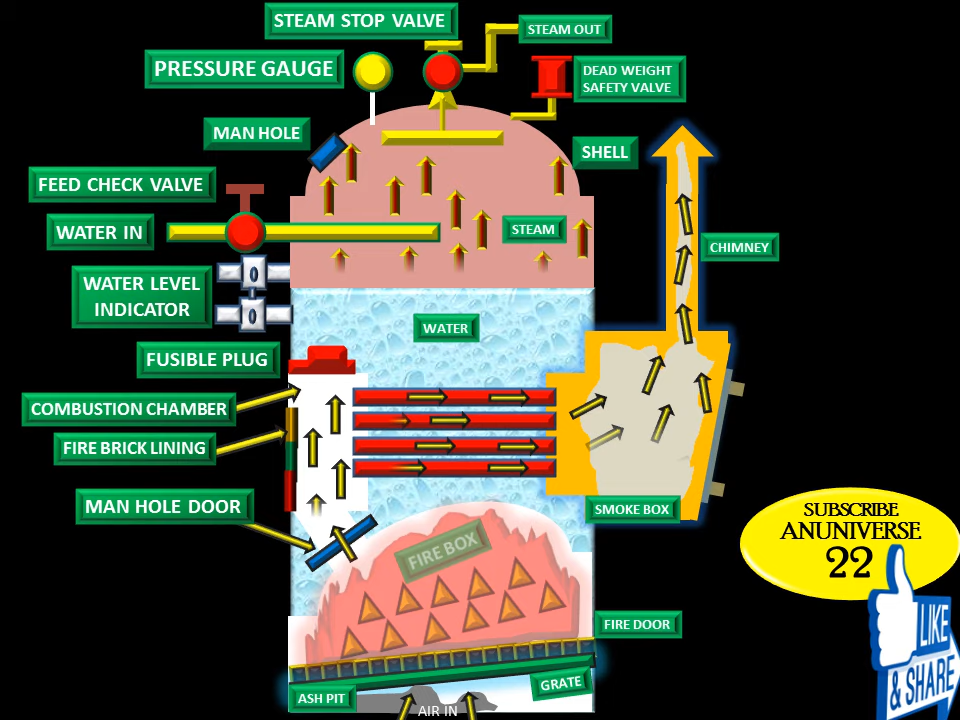 STEAM STOP VALVE
STEAM OUT
PRESSURE GAUGE
DEAD WEIGHT
SAFETY VALVE
MAN HOLE
SHELL
FEED CHECK VALVE
WATER IN
STEAM
CHIMNEY
WATER LEVEL
INDICATOR
WATER
FUSIBLE PLUG
COMBUSTION CHAMBER
FIRE BRICK LINING
MAN HOLE DOOR
SMOKE BOX
SUBSCRIBE
ANUNIVERSE
22
FIRE BOX
FIRE DOOR
LIKE
& SHARE
GRATE
ASH PIT
AIR IN